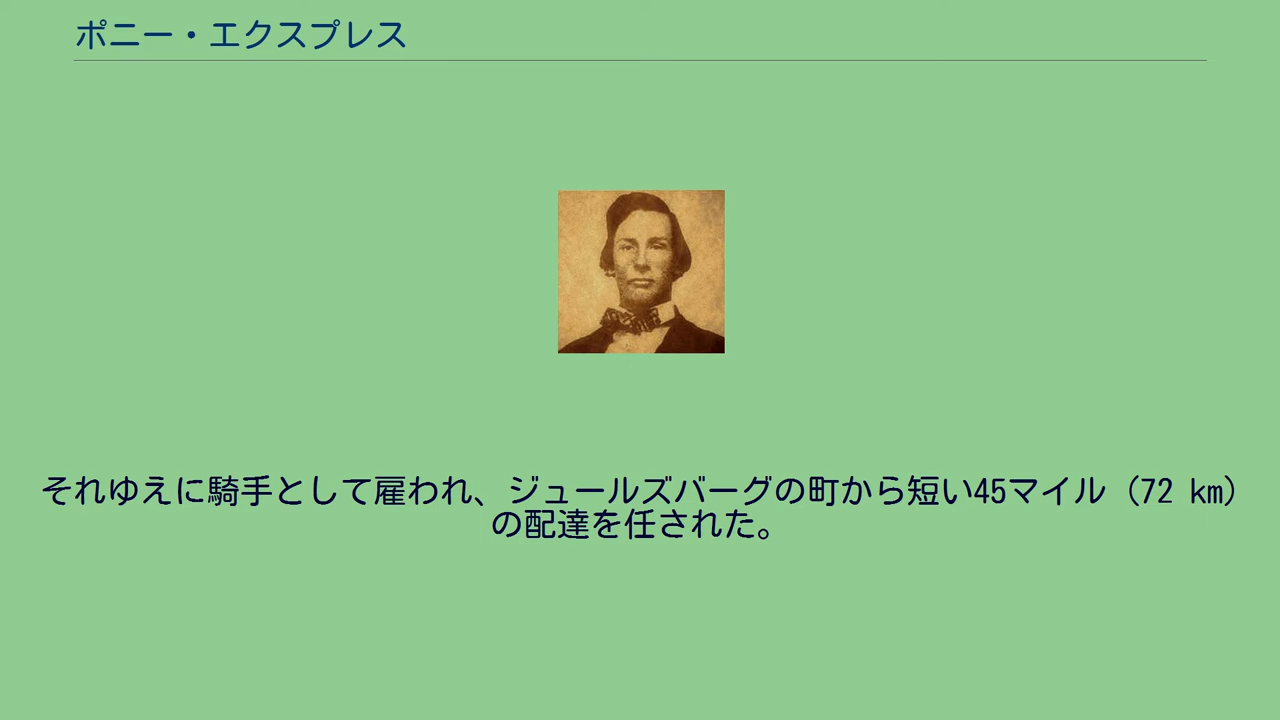 ポニー・エクスプレス
それゆえに騎手として雇われ、ジュールズバーグの町から短い45マイル（72 km）
の配達を任された。